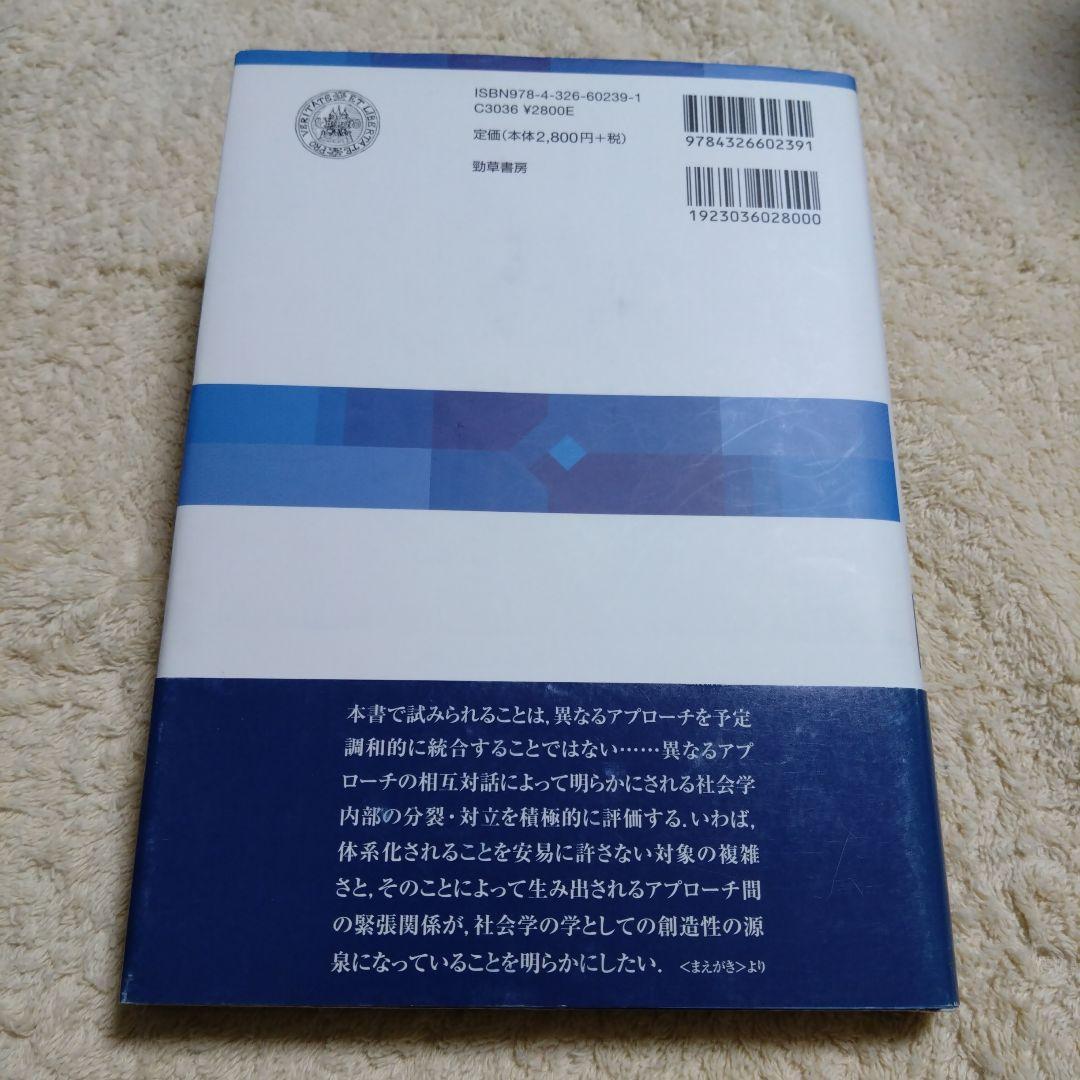 PRO VERITATE ET LIBERTATE
ISBN978-4-326-60239-1
C3036 ¥2800E
定価(本体2,800円+税)
勁草書房
9784326602391
1923036028000
本書で試みられることは,異なるアプローチを予定
調和的に統合することではない……異なるアプ
ローチの相互対話によって明らかにされる社会学
内部の分裂・対立を積極的に評価する.いわば,
体系化されることを安易に許さない対象の複雑
さと,そのことによって生み出されるアプローチ間
の緊張関係が,社会学の学としての創造性の源
泉になっていることを明らかにしたい. <まえがき>より